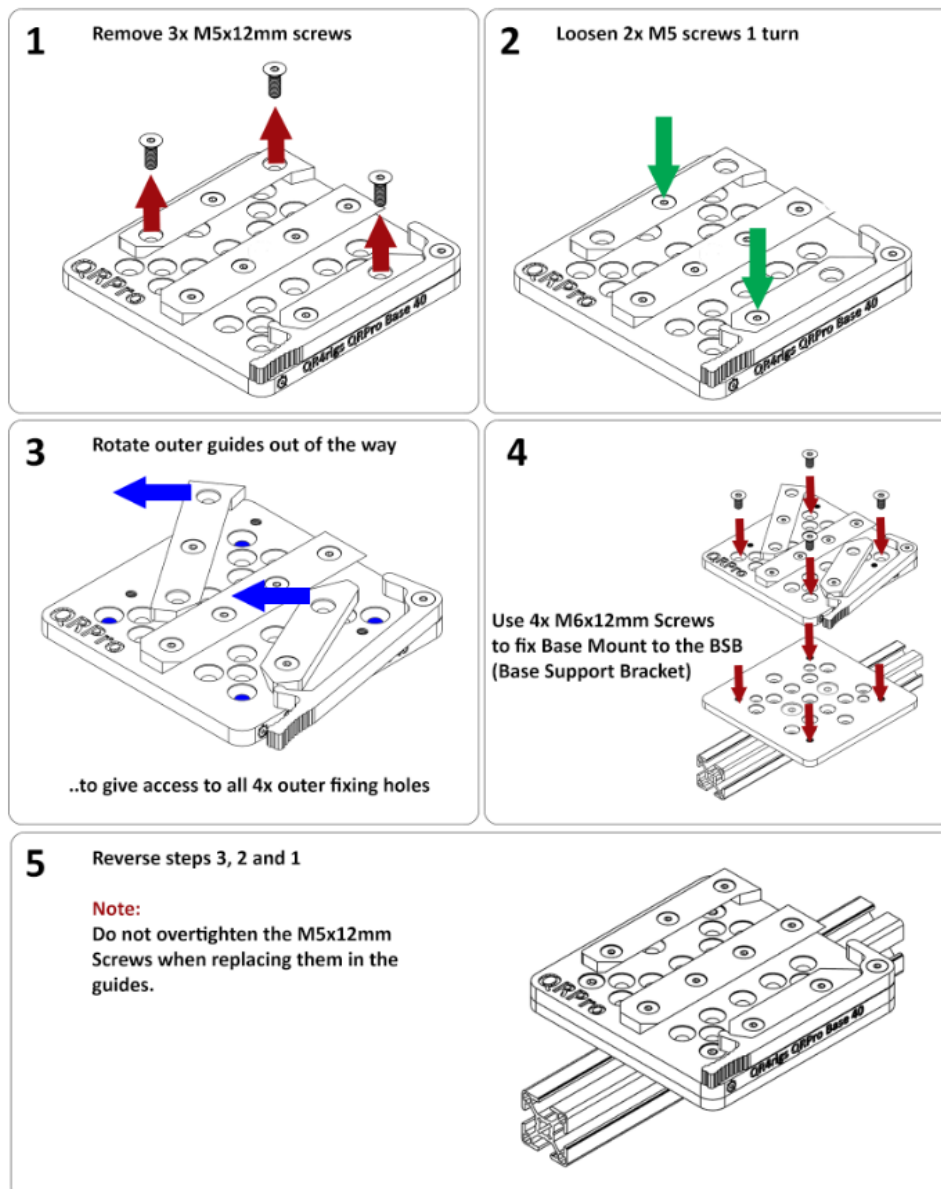 1
Remove 3x M5x12mm screws
QRPro
QR4rigs QRPro Base 40
2
Loosen 2x M5 screws 1 turn
QRPro
QR4rigs QRPro Base 40
3
Rotate outer guides out of the way
QRPro
..to give access to all 4x outer fixing holes
4
QRPro
Use 4x M6x12mm Screws
to fix Base Mount to the BSB
(Base Support Bracket)
5
Reverse steps 3, 2 and 1
Note:
Do not overtighten the M5x12mm
Screws when replacing them in the
guides.
QRPro
QR4rigs QRPro Base 40